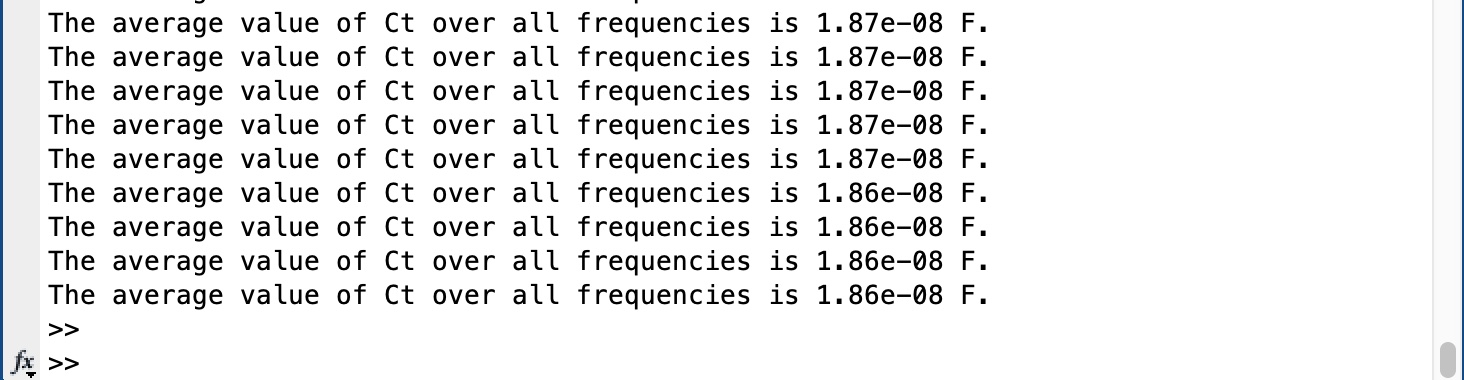 The average value of Ct over all frequencies is 1.87e-08 F.
The average value of Ct over all frequencies is 1.87e-08 F.
The average value of Ct over all frequencies is 1.87e-08 F.
The average value of Ct over all frequencies is 1.87e-08 F.
The average value of Ct over all frequencies is 1.87e-08 F.
The average value of Ct over all frequencies is 1.86e-08 F.
The average value of Ct over all frequencies is 1.86e-08 F.
The average value of Ct over all frequencies is 1.86e-08 F.
The average value of Ct over all frequencies is 1.86e-08 F.
>>
fx >>